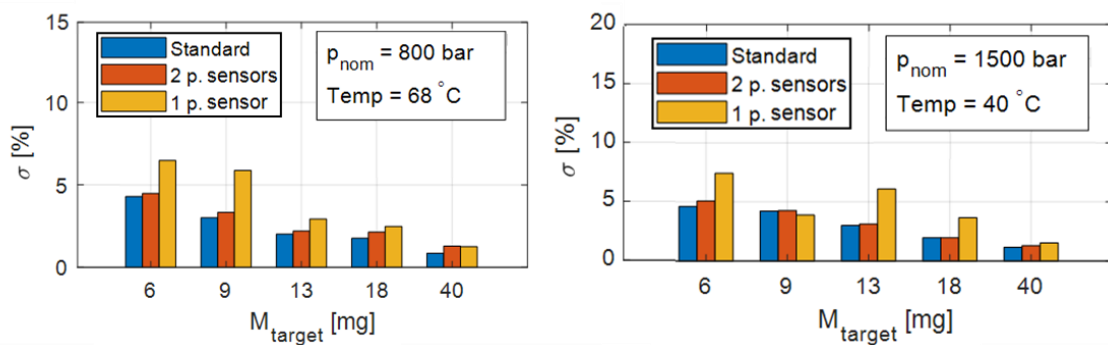 15
10
5
0
σ [%]
Standard
2 p. sensors
1 p. sensor
p_nom = 800 bar
Temp = 68 °C
6 9 13 18 40
M_target [mg]
20
15
10
5
0
σ [%]
Standard
2 p. sensors
1 p. sensor
p_nom = 1500 bar
Temp = 40 °C
6 9 13 18 40
M_target [mg]